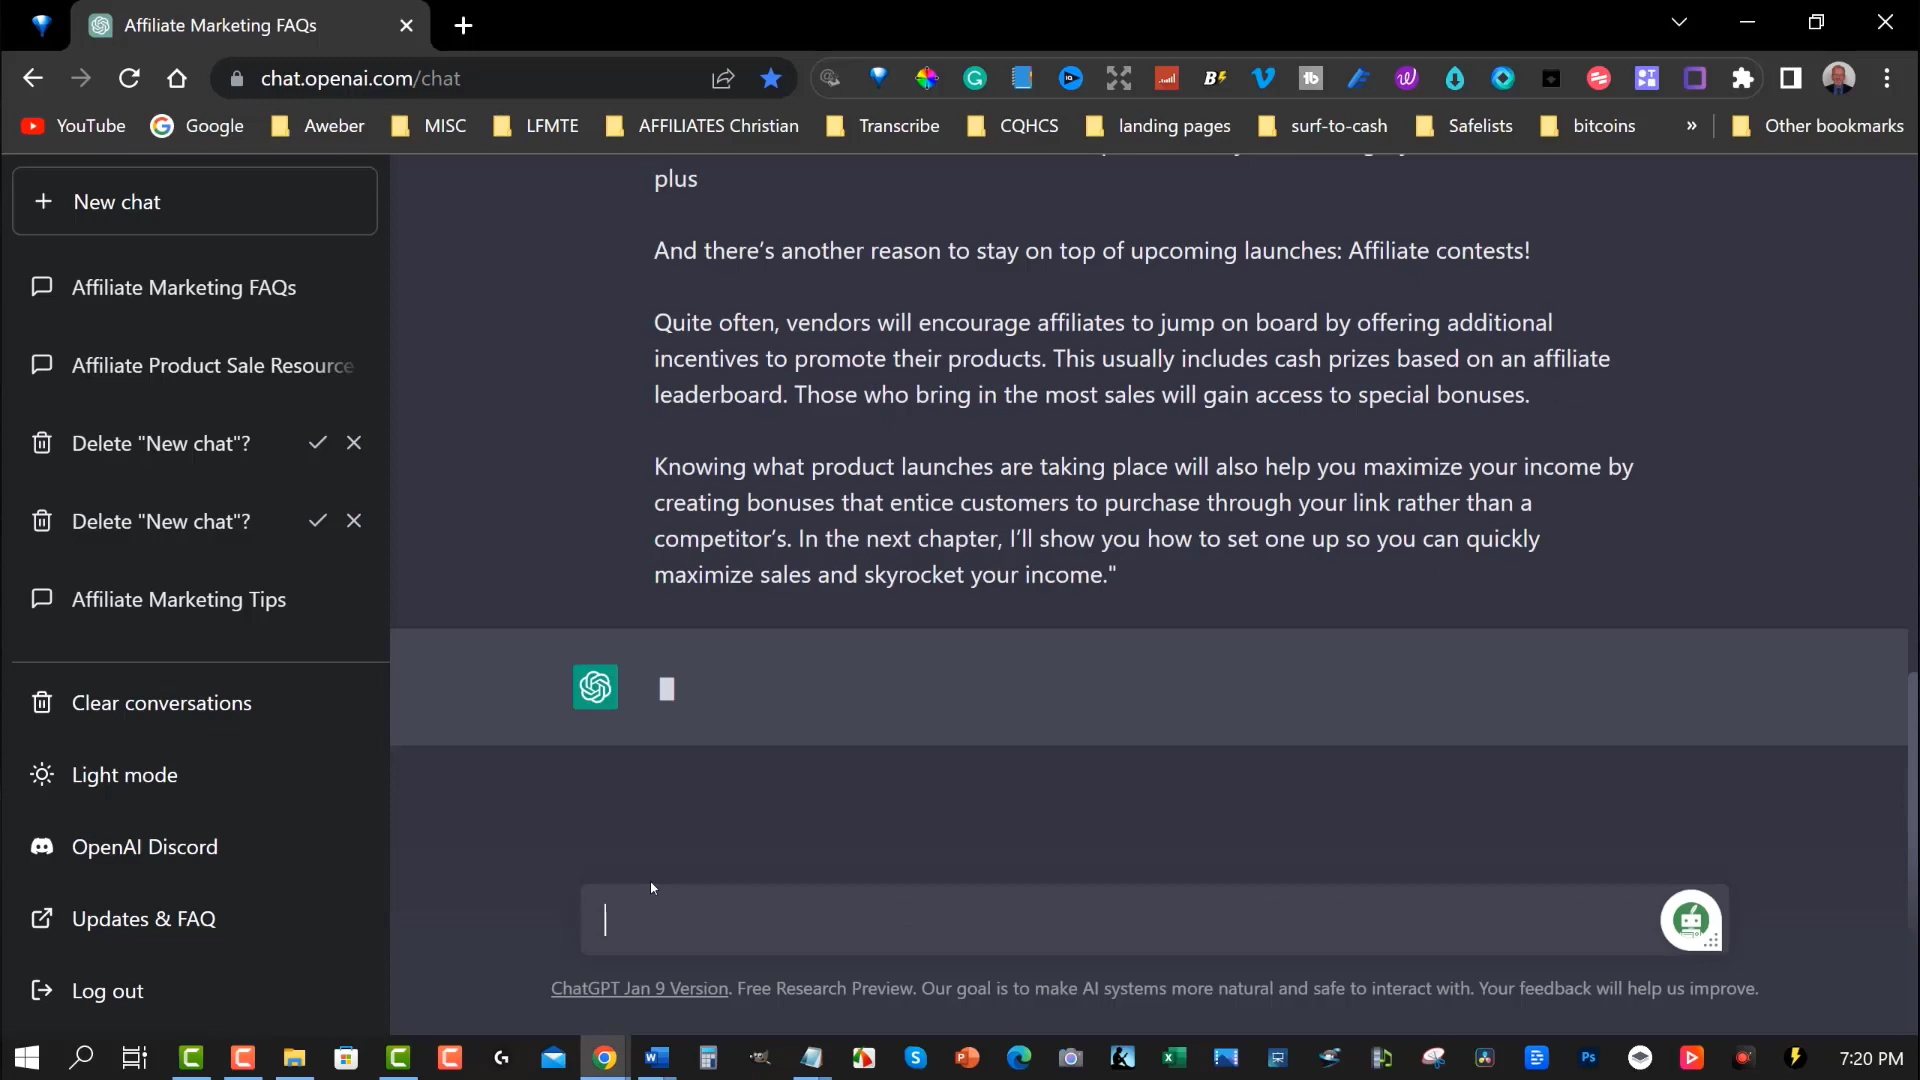 Affiliate Marketing FAQs
chat.openai.com/chat
YouTube
Google
Aweber
MISC
LFMTE
AFFILIATES Christian
Transcribe
CQHCS
landing pages
surf-to-cash
Safelists
bitcoins
»
Other bookmarks
New chat
Affiliate Marketing FAQs
Affiliate Product Sale Resource
Delete "New chat"?
Delete "New chat"?
Affiliate Marketing Tips
Clear conversations
Light mode
OpenAI Discord
Updates & FAQ
Log out
plus
And there’s another reason to stay on top of upcoming launches: Affiliate contests!
Quite often, vendors will encourage affiliates to jump on board by offering additional
incentives to promote their products. This usually includes cash prizes based on an affiliate
leaderboard. Those who bring in the most sales will gain access to special bonuses.
Knowing what product launches are taking place will also help you maximize your income by
creating bonuses that entice customers to purchase through your link rather than a
competitor’s. In the next chapter, I’ll show you how to set one up so you can quickly
maximize sales and skyrocket your income."
ChatGPT Jan 9 Version. Free Research Preview. Our goal is to make AI systems more natural and safe to interact with. Your feedback will help us improve.
7:20 PM